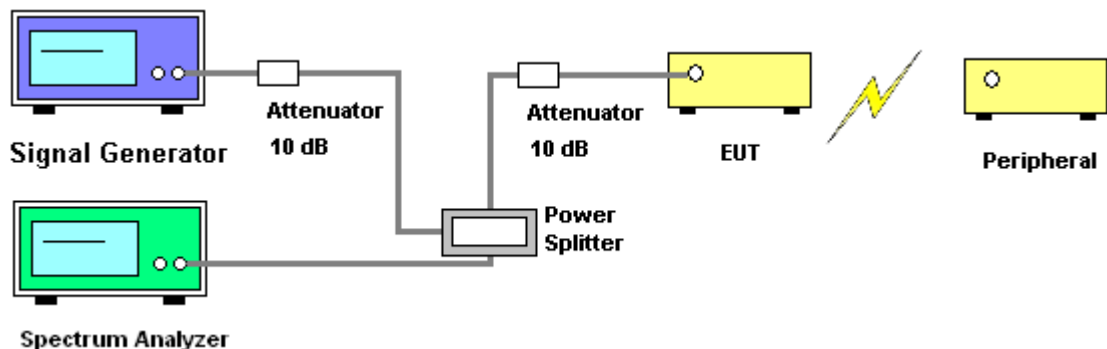 Signal Generator
Attenuator
10 dB
Attenuator
10 dB
EUT
Peripheral
Power
Splitter
Spectrum Analyzer